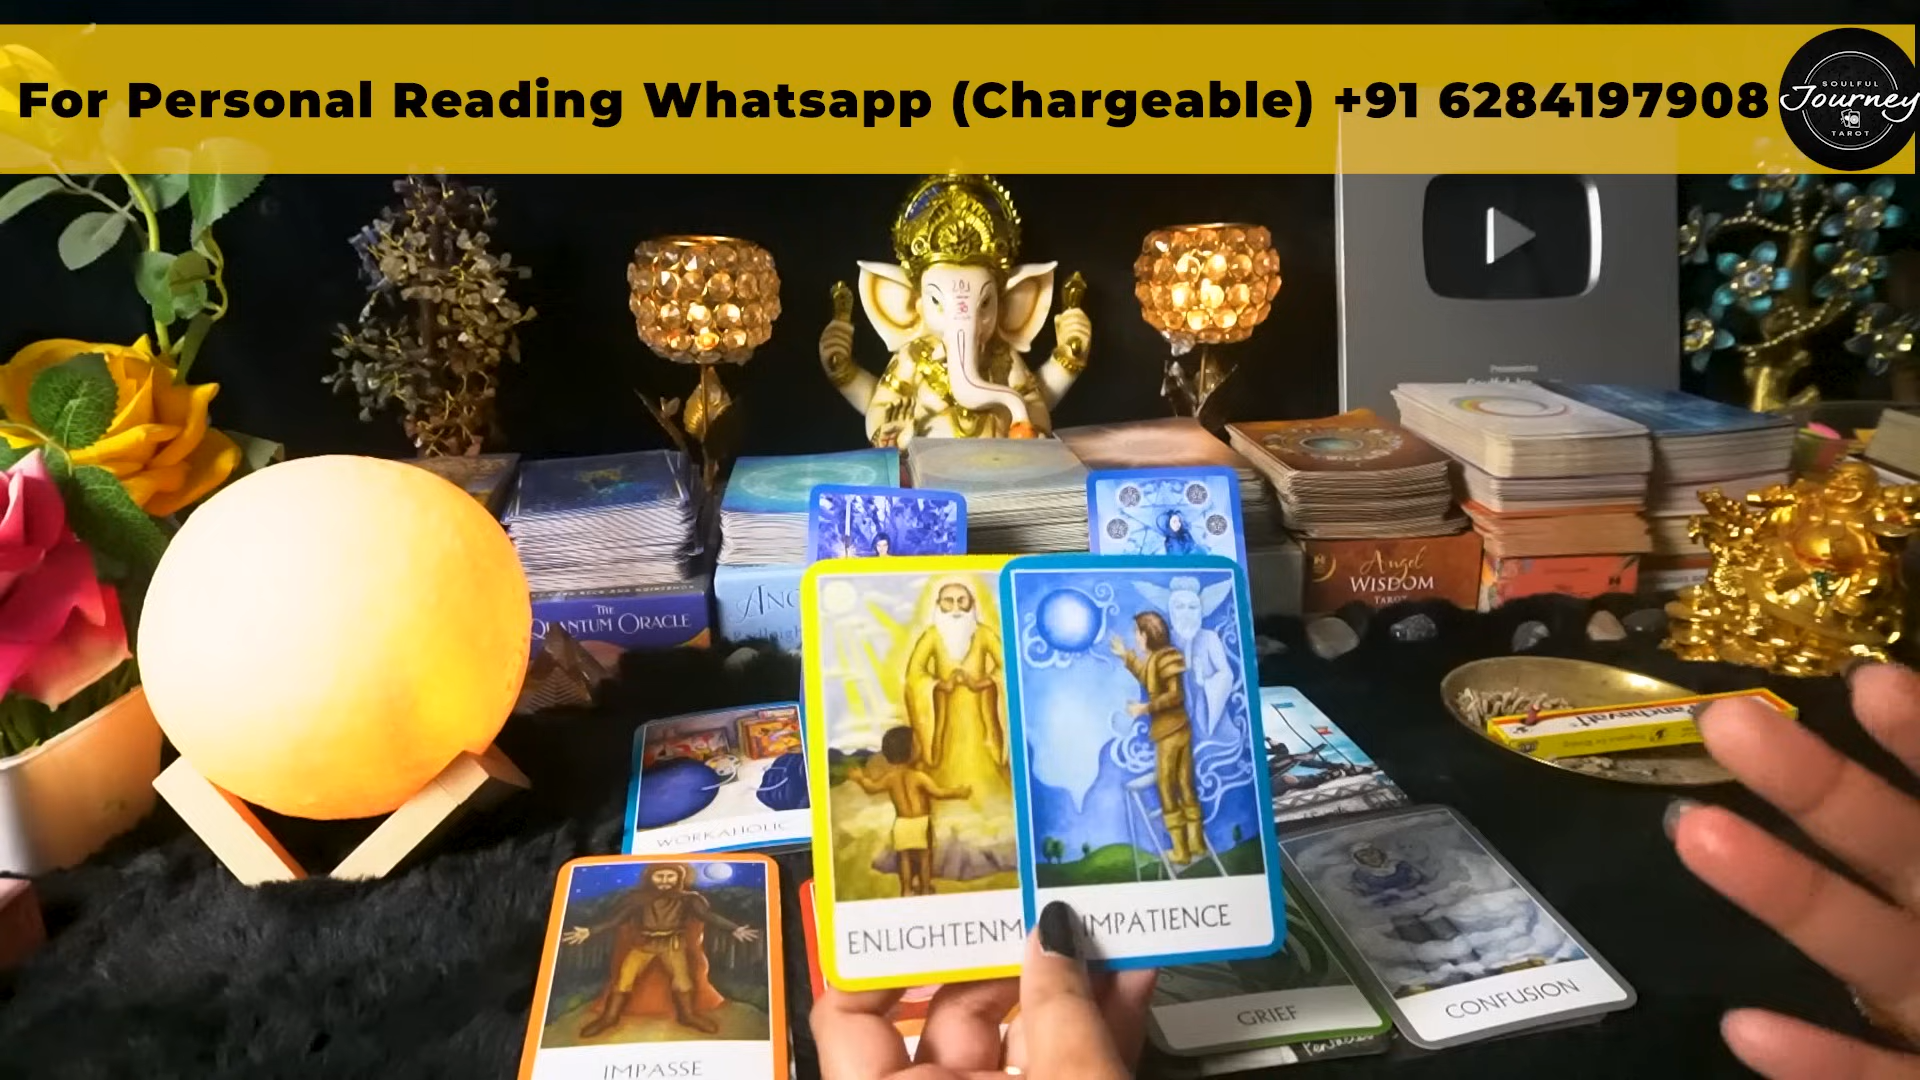 For Personal Reading Whatsapp (Chargeable) +91 6284197908
SOULFUL
Journey
TAROT
Angel
WISDOM
TAROT
THE
QUANTUM ORACLE
WORKAHOLIC
ENLIGHTENM
IMPATIENCE
GRIEF
CONFUSION
IMPASSE